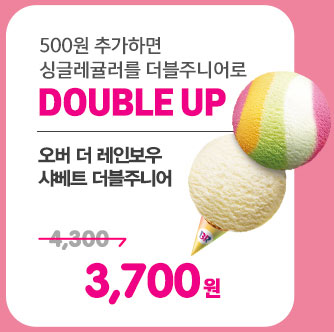 500원 추가하면
싱글레귤러를 더블주니어로
DOUBLE UP
오버 더 레인보우
샤베트 더블주니어
4,300
3,700원
BR